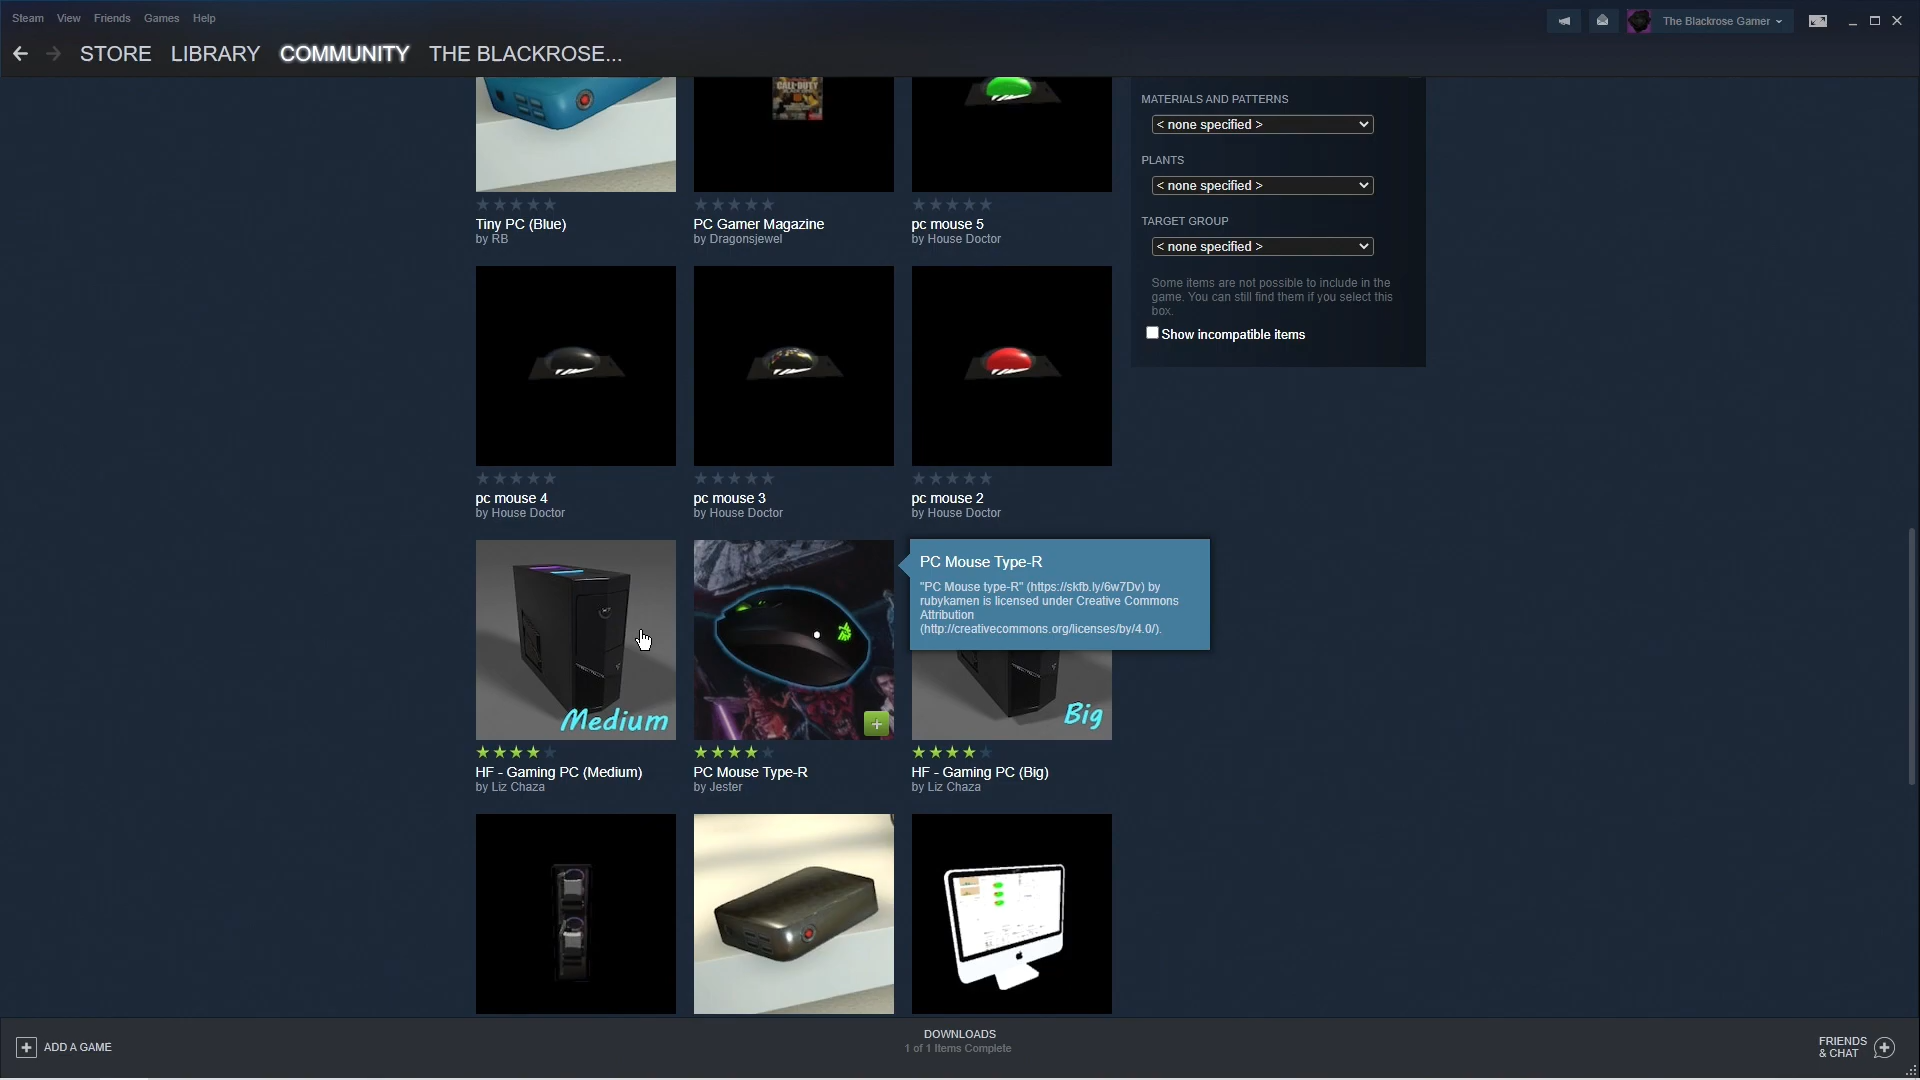 Steam View Friends Games Help
The Blackrose Gamer
STORE LIBRARY COMMUNITY THE BLACKROSE...
CALL·DUTY
Tiny PC (Blue)
by RB
PC Gamer Magazine
by Dragonsjewel
pc mouse 5
by House Doctor
MATERIALS AND PATTERNS
< none specified >
PLANTS
< none specified >
TARGET GROUP
< none specified >
Some items are not possible to include in the
game. You can still find them if you select this
box.
Show incompatible items
pc mouse 4
by House Doctor
pc mouse 3
by House Doctor
pc mouse 2
by House Doctor
PC Mouse Type-R
"PC Mouse type-R" (https://skfb.ly/6w7Dv) by
rubykamen is licensed under Creative Commons
Attribution
(http://creativecommons.org/licenses/by/4.0/).
Medium
Big
HF - Gaming PC (Medium)
by Liz Chaza
PC Mouse Type-R
by Jester
HF - Gaming PC (Big)
by Liz Chaza
ADD A GAME
DOWNLOADS
1 of 1 Items Complete
FRIENDS
& CHAT